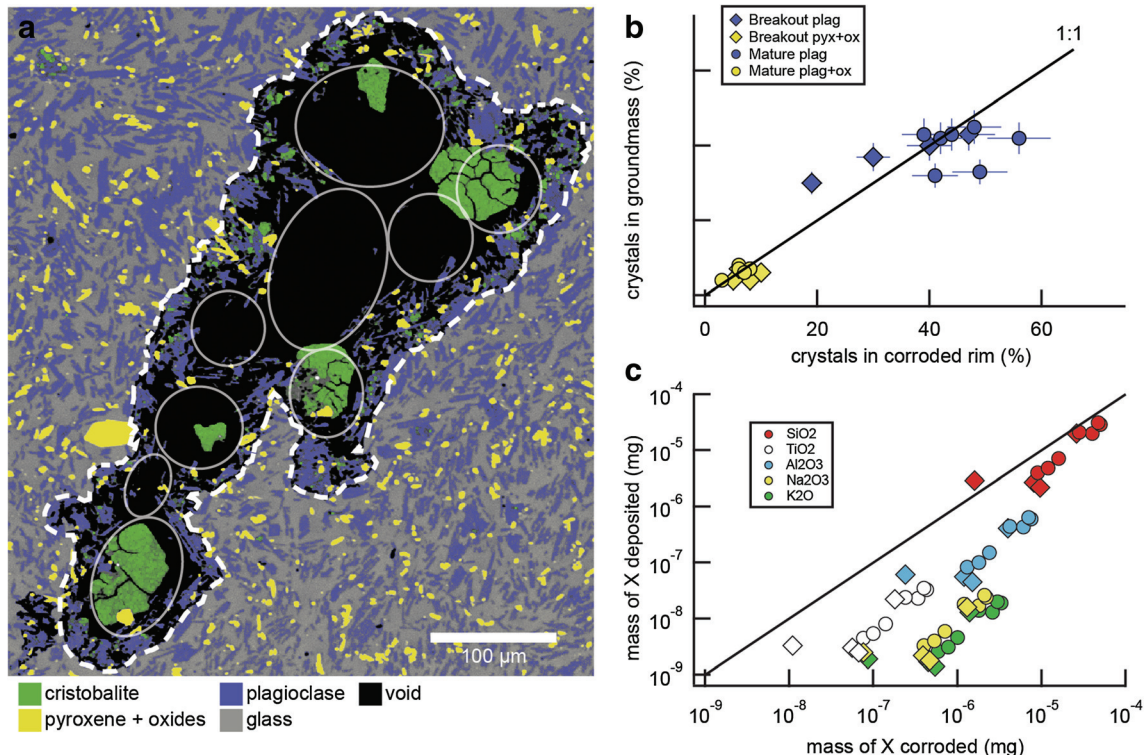 a
100 µm
cristobalite
plagioclase
void
pyroxene + oxides
glass
b
Breakout plag
Breakout pyx+ox
Mature plag
Mature plag+ox
1:1
crystals in groundmass (%)
0
20
40
60
crystals in corroded rim (%)
c
SiO2
TiO2
Al2O3
Na2O3
K2O
mass of X deposited (mg)
10-4
10-5
10-6
10-7
10-8
10-9
10-9
10-8
10-7
10-6
10-5
10-4
mass of X corroded (mg)